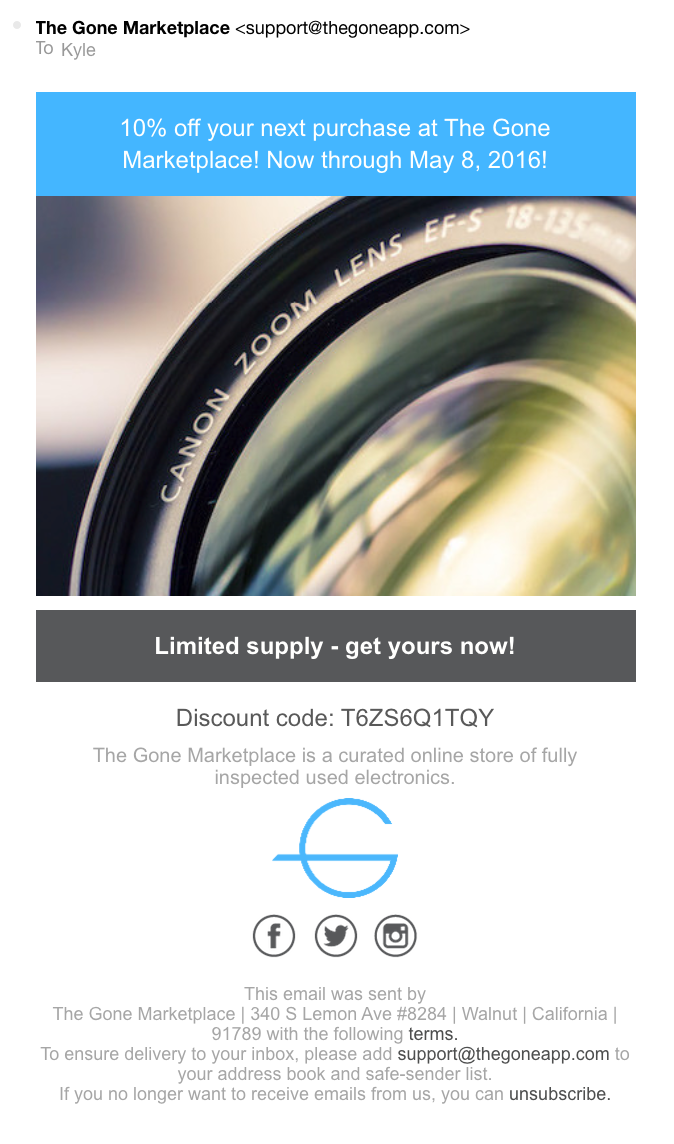 The Gone Marketplace <support@thegoneapp.com>
To Kyle
10% off your next purchase at The Gone
Marketplace! Now through May 8, 2016!
CANON ZOOM LENS EF-S 18-135mm
Limited supply - get yours now!
Discount code: T6ZS6Q1TQY
The Gone Marketplace is a curated online store of fully
inspected used electronics.
This email was sent by
The Gone Marketplace | 340 S Lemon Ave #8284 | Walnut | California |
91789 with the following terms.
To ensure delivery to your inbox, please add support@thegoneapp.com to
your address book and safe-sender list.
If you no longer want to receive emails from us, you can unsubscribe.